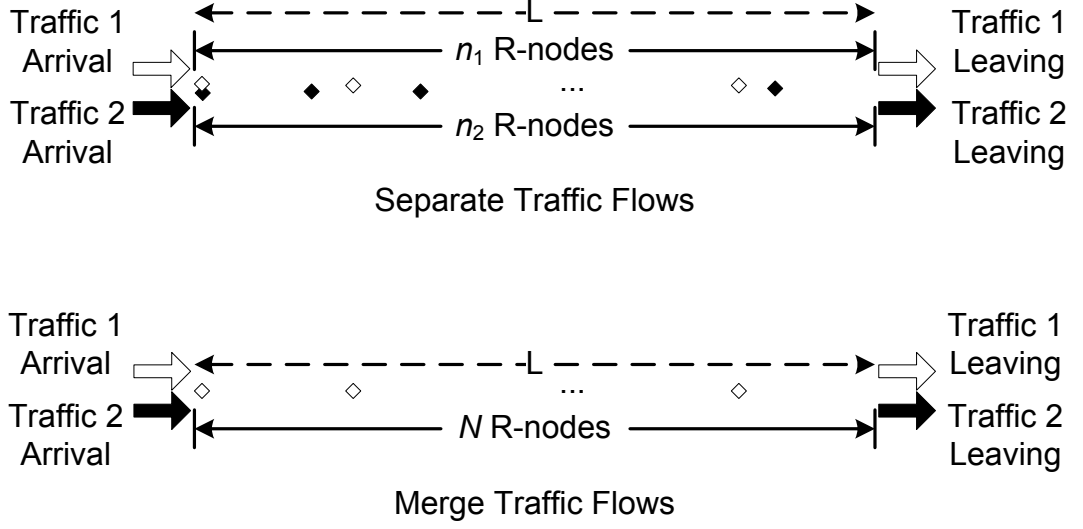 L
Traffic 1
Arrival
n1 R-nodes
Traffic 1
Leaving
...
Traffic 2
Arrival
n2 R-nodes
Traffic 2
Leaving
Separate Traffic Flows
Traffic 1
Arrival
L
Traffic 1
Leaving
...
Traffic 2
Arrival
N R-nodes
Traffic 2
Leaving
Merge Traffic Flows